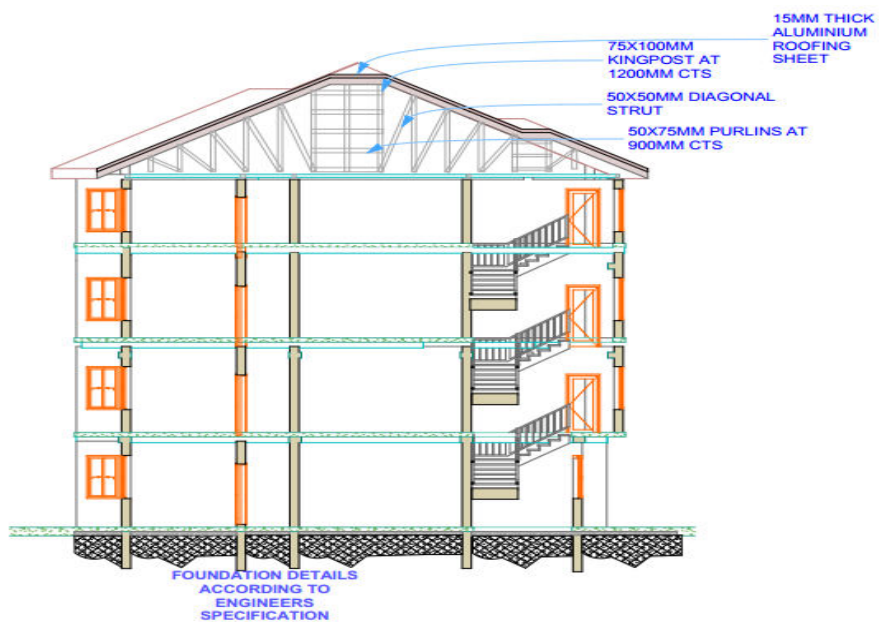 15MM THICK
ALUMINIUM
ROOFING
SHEET
75X100MM
KINGPOST AT
1200MM CTS
50X50MM DIAGONAL
STRUT
50X75MM PURLINS AT
900MM CTS
FOUNDATION DETAILS
ACCORDING TO
ENGINEERS
SPECIFICATION